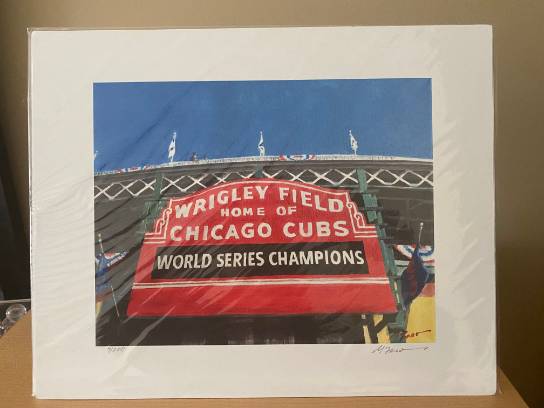 WRIGLEY FIELD
HOME OF
CHICAGO CUBS
WORLD SERIES CHAMPIONS